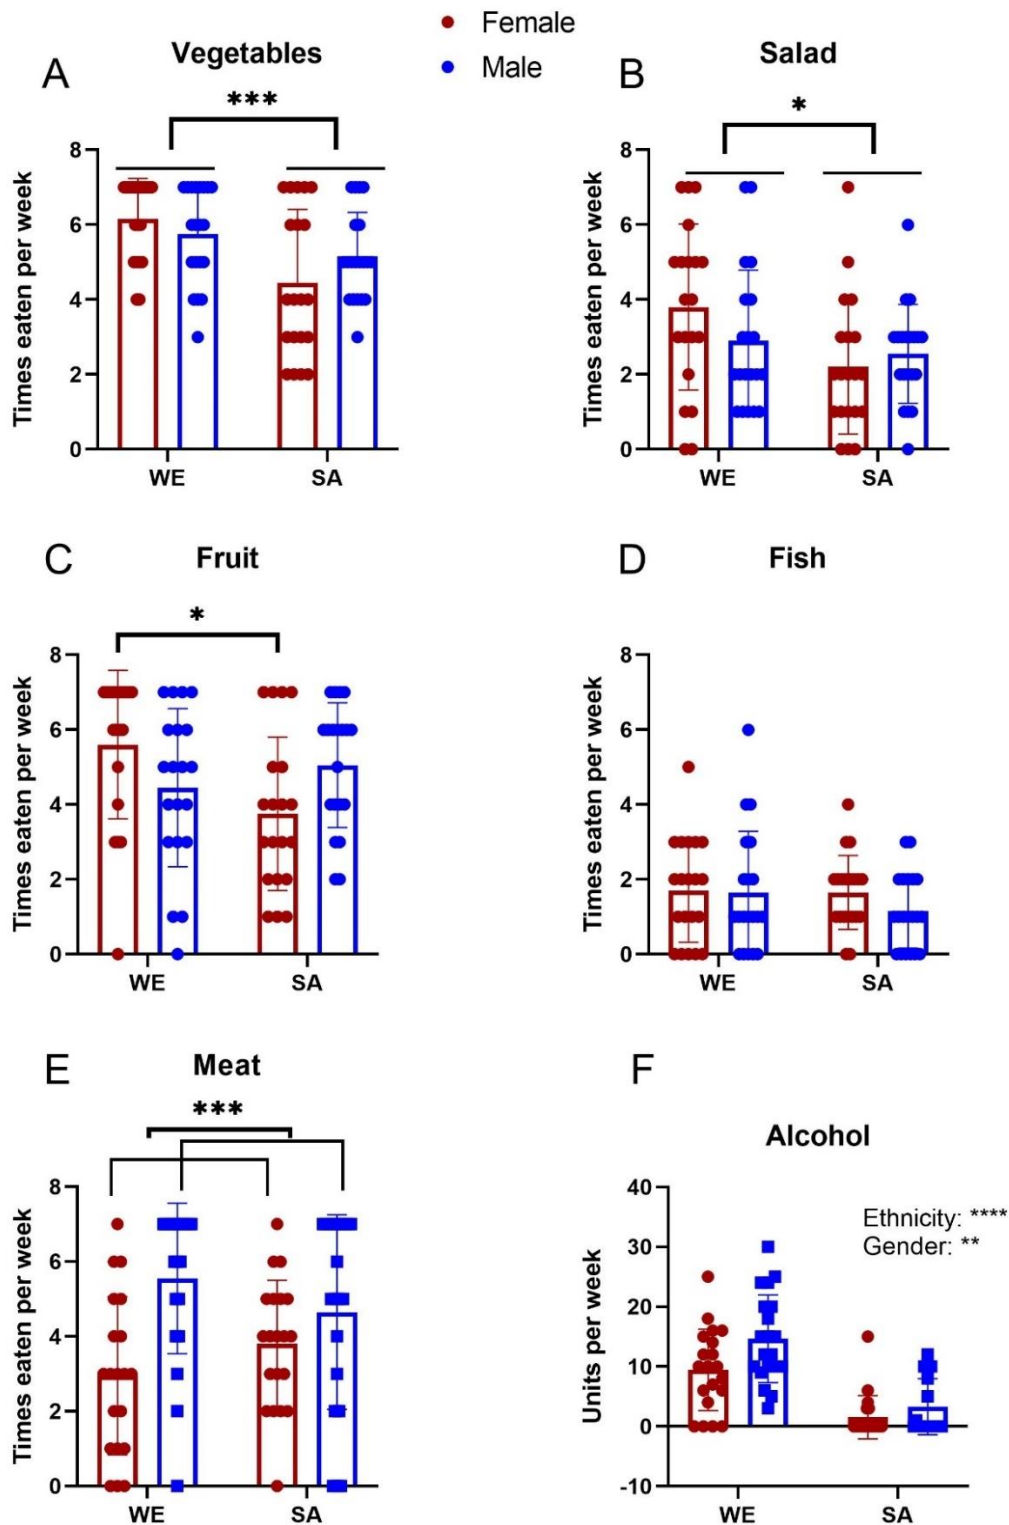 Female
Male
A
Vegetables
***
Times eaten per week
8
6
4
2
0
WE
SA
B
Salad
*
Times eaten per week
8
6
4
2
0
WE
SA
C
Fruit
*
Times eaten per week
8
6
4
2
0
WE
SA
D
Fish
Times eaten per week
8
6
4
2
0
WE
SA
E
Meat
***
Times eaten per week
8
6
4
2
0
WE
SA
F
Alcohol
Ethnicity: ****
Gender: **
Units per week
40
30
20
10
0
-10
WE
SA